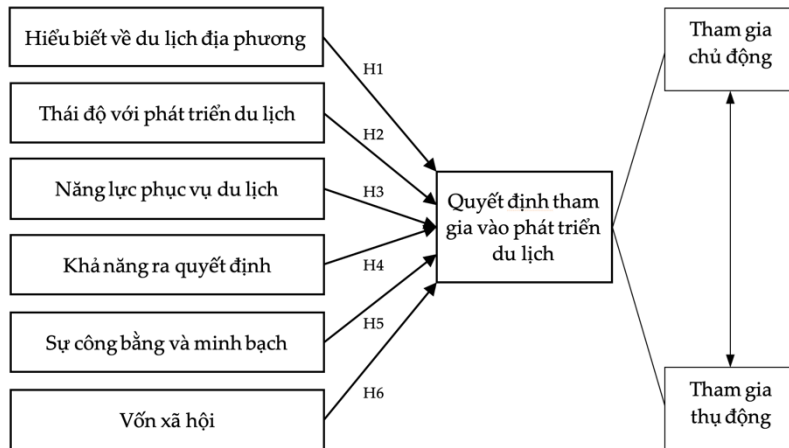 Hiểu biết về du lịch địa phương
Thái độ với phát triển du lịch
Năng lực phục vụ du lịch
Khả năng ra quyết định
Sự công bằng và minh bạch
Vốn xã hội
H1
H2
H3
H4
H5
H6
Quyết định tham
gia vào phát triển
du lịch
Tham gia
chủ động
Tham gia
thụ động